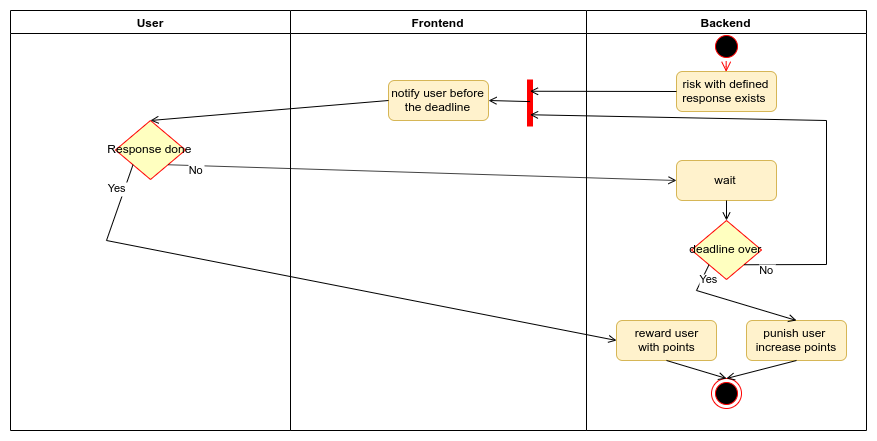 User
Frontend
Backend
risk with defined
response exists
notify user before
the deadline
Response done
No
Yes
wait
deadline over
No
Yes
reward user
with points
punish user
increase points